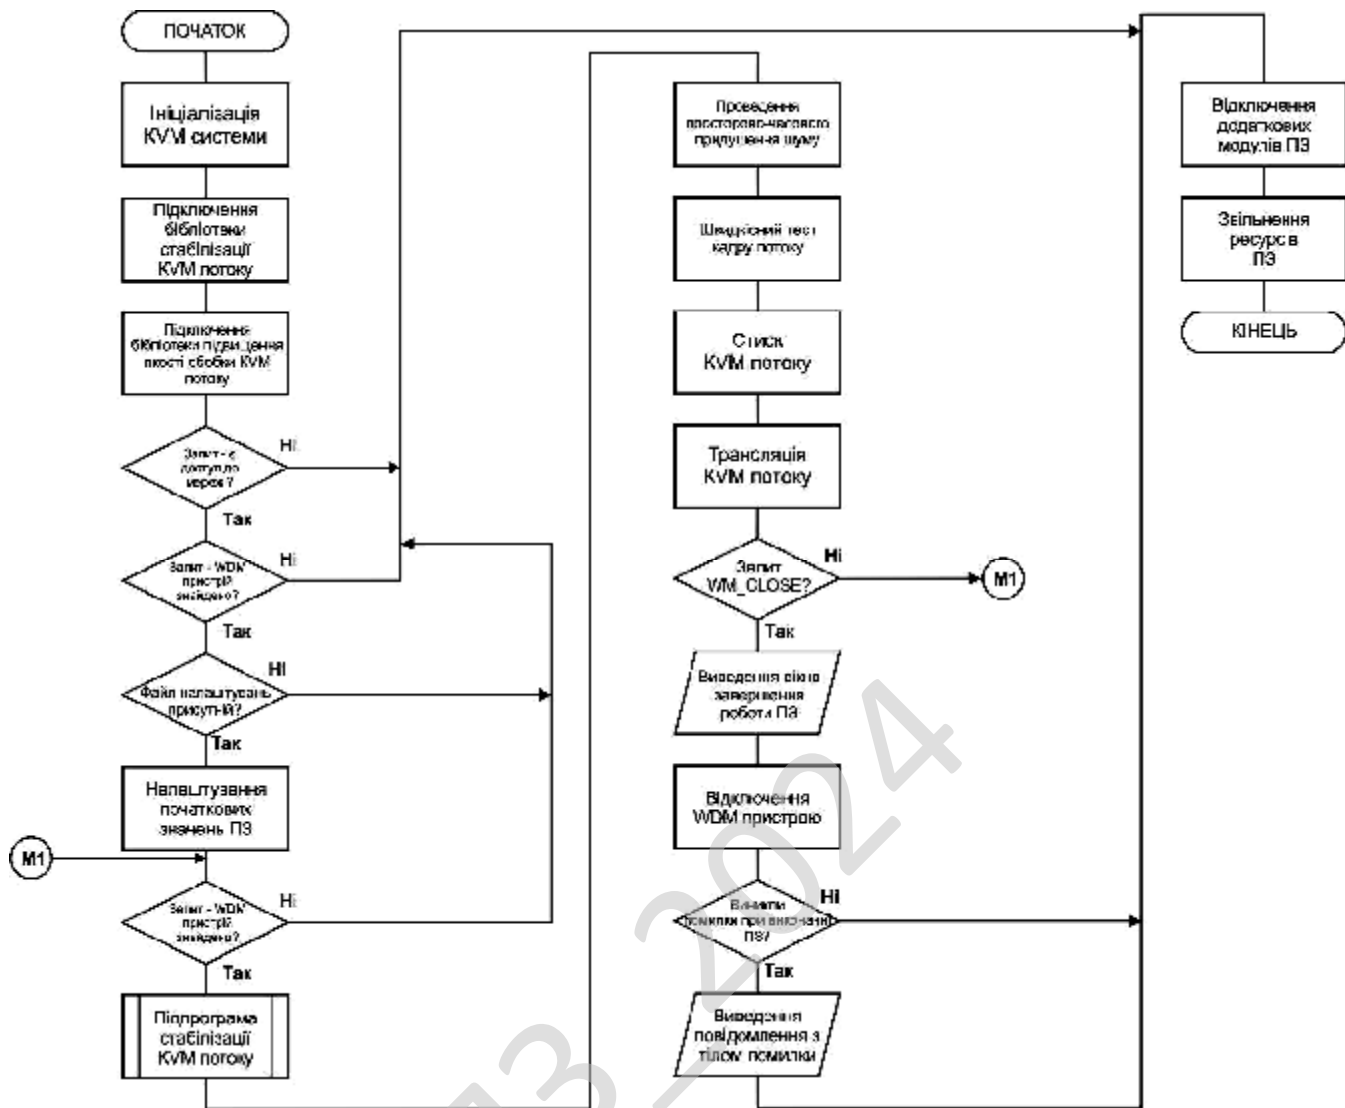 ПОЧАТОК
Ініціалізація
KVM системи
Підключення
бібліотеки
стабілізації
KVM потоку
Підключення
бібліотеки підвищення
якості обробки KVM
потоку
Запит - є
доступ до
мережі?
Ні
Так
Запит - WDM
пристрій
знайдено?
Ні
Так
Файл налаштувань
присутній?
Ні
Так
Налаштування
початкових
значень ПЗ
М1
Запит - WDM
пристрій
знайдено?
Ні
Так
Підпрограма
стабілізації
KVM потоку
Проведення
просторово-часового
придушення шуму
Швидкісний тест
кадру потоку
Стиск
KVM потоку
Трансляція
KVM потоку
Запит
WM_CLOSE?
Ні
М1
Так
Виведення вікна
завершення
роботи ПЗ
Відключення
WDM пристрою
Виникли
помилки при виконанні
ПЗ?
Ні
Так
Виведення
повідомлення з
тілом помилки
Відключення
додаткових
модулів ПЗ
Звільнення
ресурсів
ПЗ
КІНЕЦЬ
ПЗ_2024